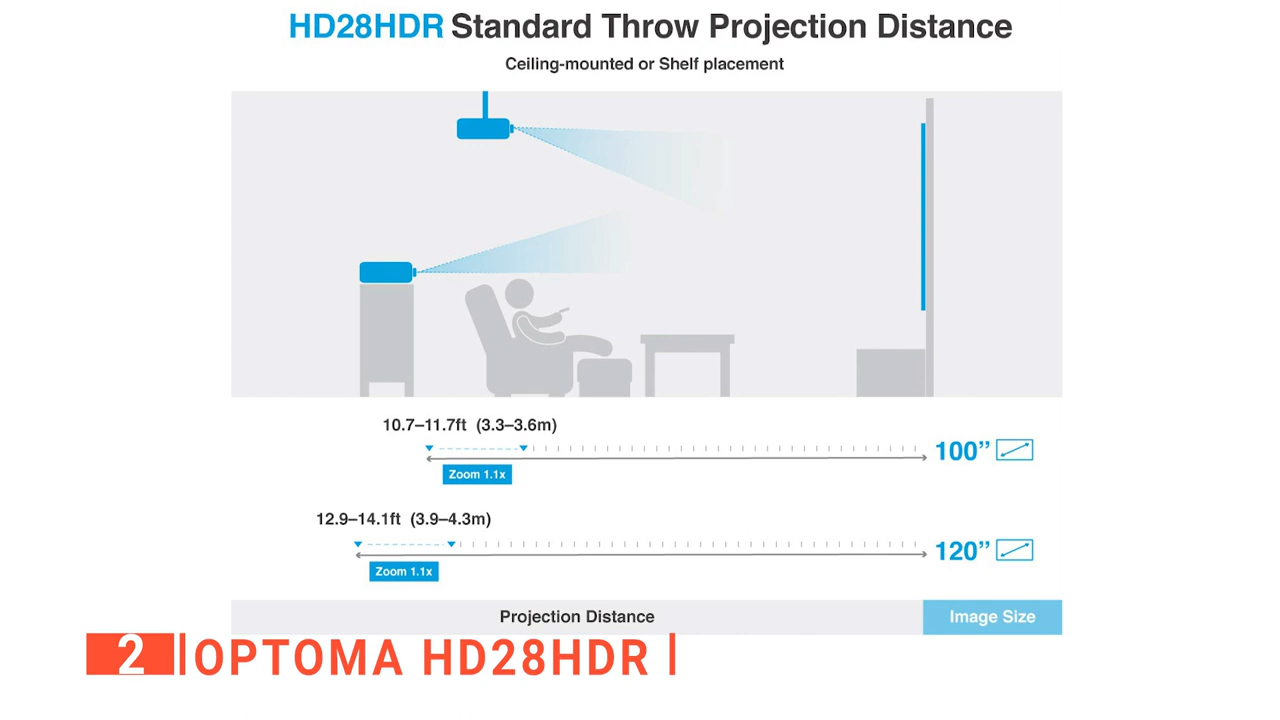 HD28HDR Standard Throw Projection Distance
Ceiling-mounted or Shelf placement
10.7–11.7ft (3.3–3.6m)
100”
Zoom 1.1x
12.9–14.1ft (3.9–4.3m)
120”
Zoom 1.1x
Projection Distance
Image Size
2 OPTOMA HD28HDR